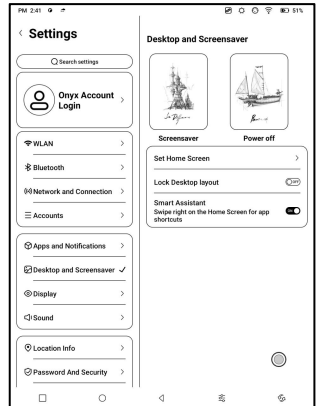 PM 2:41
51%
Settings
Search settings
Onyx Account
Login
WLAN
Bluetooth
Network and Connection
Accounts
Apps and Notifications
Desktop and Screensaver
Display
Sound
Location Info
Password And Security
Desktop and Screensaver
Screensaver
Power off
Set Home Screen
Lock Desktop layout
OFF
Smart Assistant
Swipe right on the Home Screen for app
shortcuts
ON